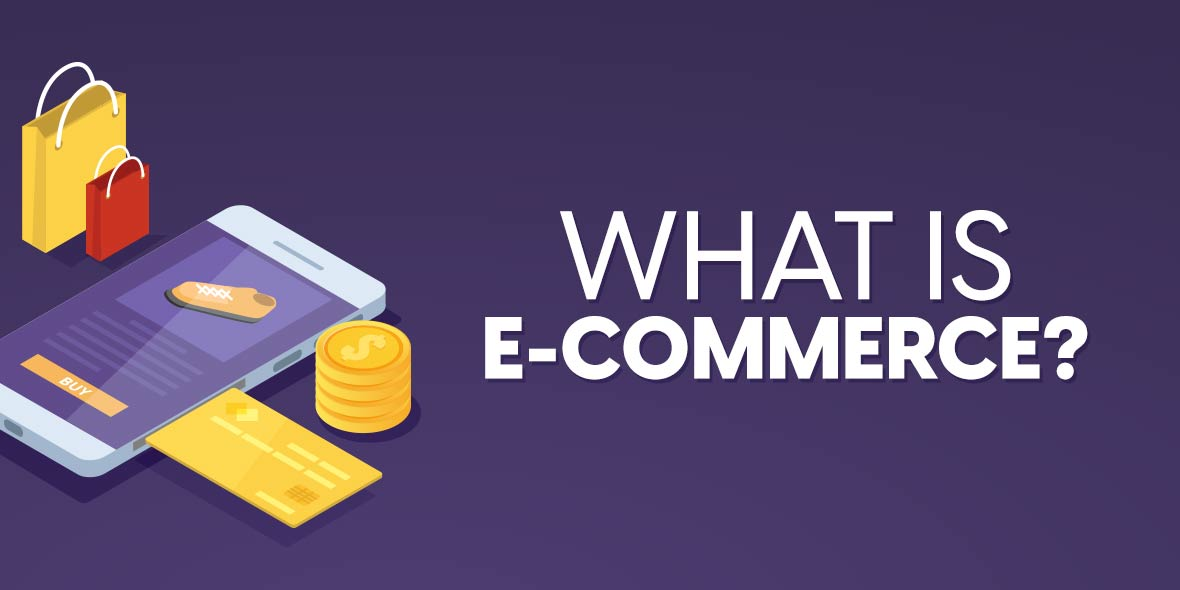 WHAT IS
E-COMMERCE?
BUY